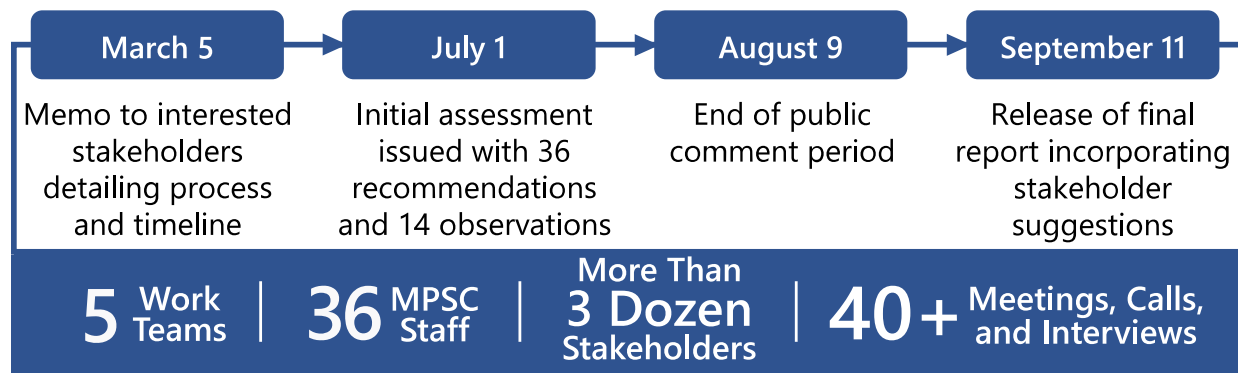 March 5
July 1
August 9
September 11
Memo to interested
stakeholders
detailing process
and timeline
Initial assessment
issued with 36
recommendations
and 14 observations
End of public
comment period
Release of final
report incorporating
stakeholder
suggestions
5 Work
Teams
36 MPSC
Staff
More Than
3 Dozen
Stakeholders
40+ Meetings, Calls,
and Interviews